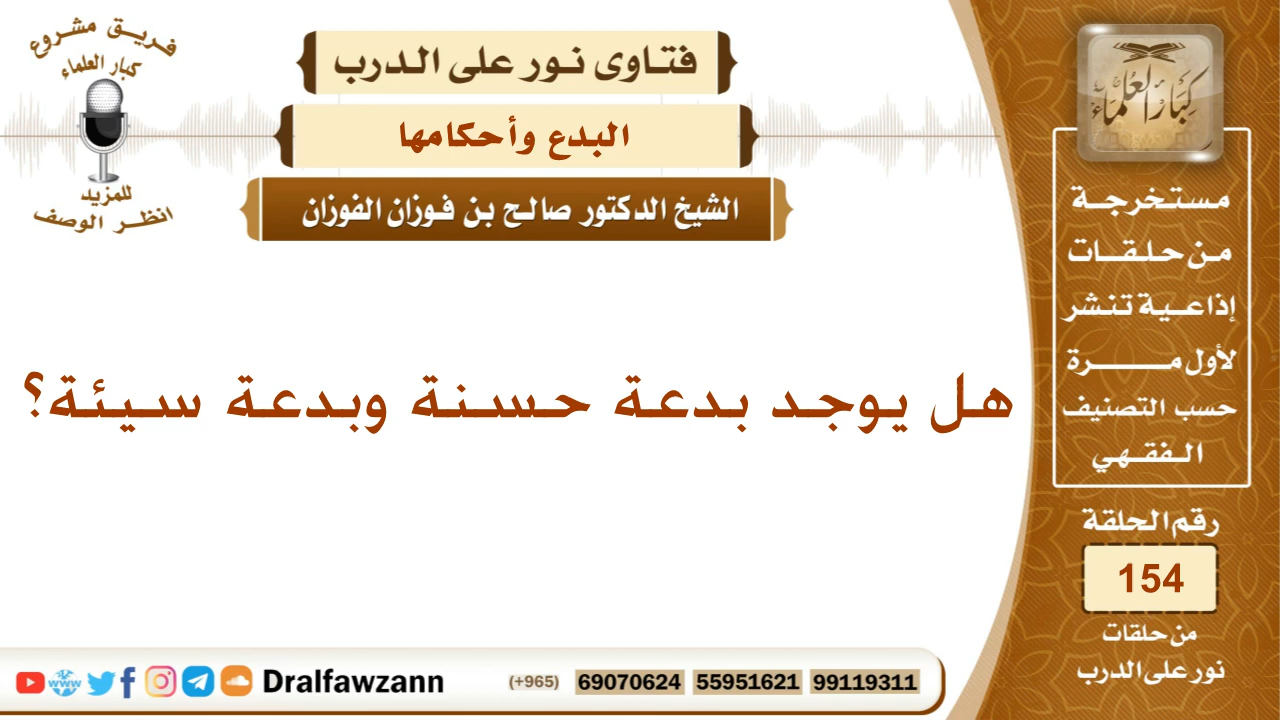 فريق مشروع
كبار العلماء
للمزيد
انظر الوصف
فتاوى نور على الدرب
البدع وأحكامها
الشيخ الدكتور صالح بن فوزان الفوزان
هل يوجد بدعة حسنة وبدعة سيئة؟
كبار العلماء
مستخرجة
من حلقات
إذاعية تنشر
لأول مرة
حسب التصنيف
الفقهي
رقم الحلقة
154
من حلقات
نور على الدرب
www
Dralfawzann (+965) 69070624 55951621 99119311